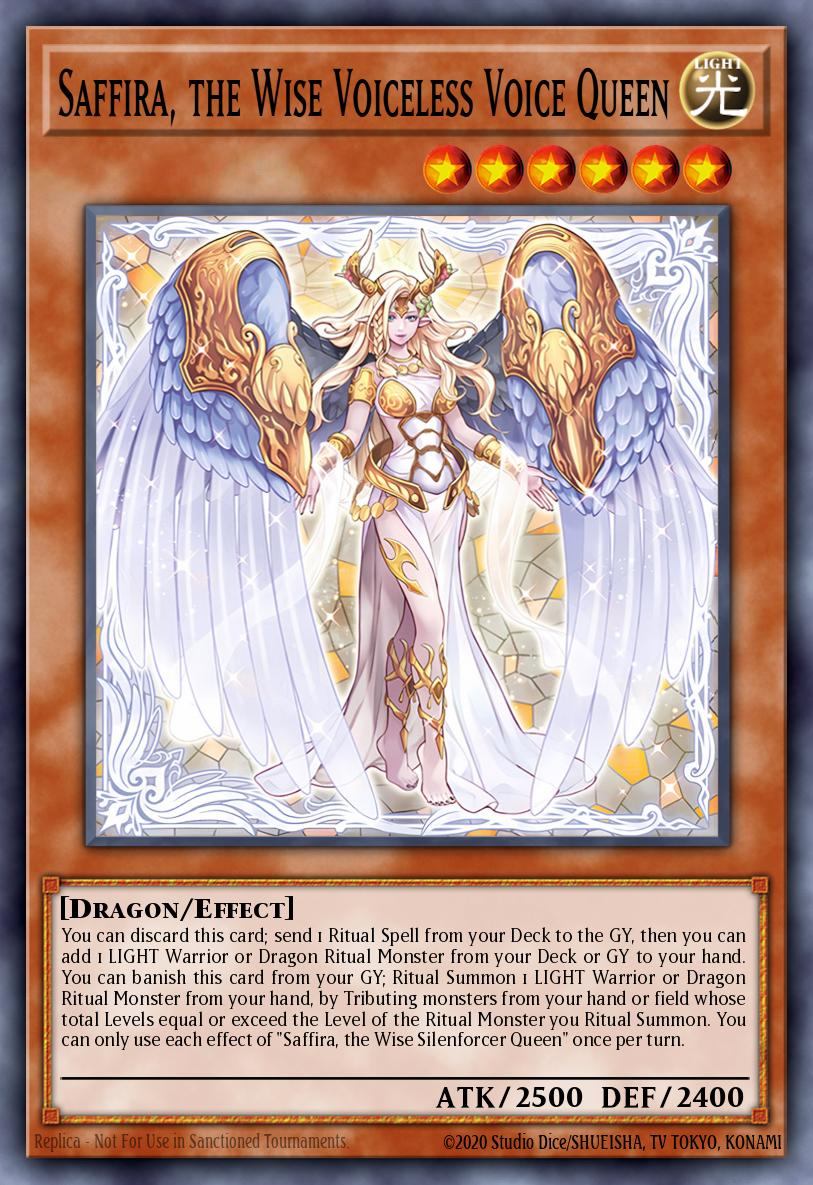 Saffira, the Wise Voiceless Voice Queen
LIGHT
光
[Dragon/Effect]
You can discard this card; send 1 Ritual Spell from your Deck to the GY, then you can
add 1 LIGHT Warrior or Dragon Ritual Monster from your Deck or GY to your hand.
You can banish this card from your GY; Ritual Summon 1 LIGHT Warrior or Dragon
Ritual Monster from your hand, by Tributing monsters from your hand or field whose
total Levels equal or exceed the Level of the Ritual Monster you Ritual Summon. You
can only use each effect of "Saffira, the Wise Silenforcer Queen" once per turn.
ATK/2500 DEF/2400
Replica - Not For Use in Sanctioned Tournaments.
©2020 Studio Dice/SHUEISHA, TV TOKYO, KONAMI